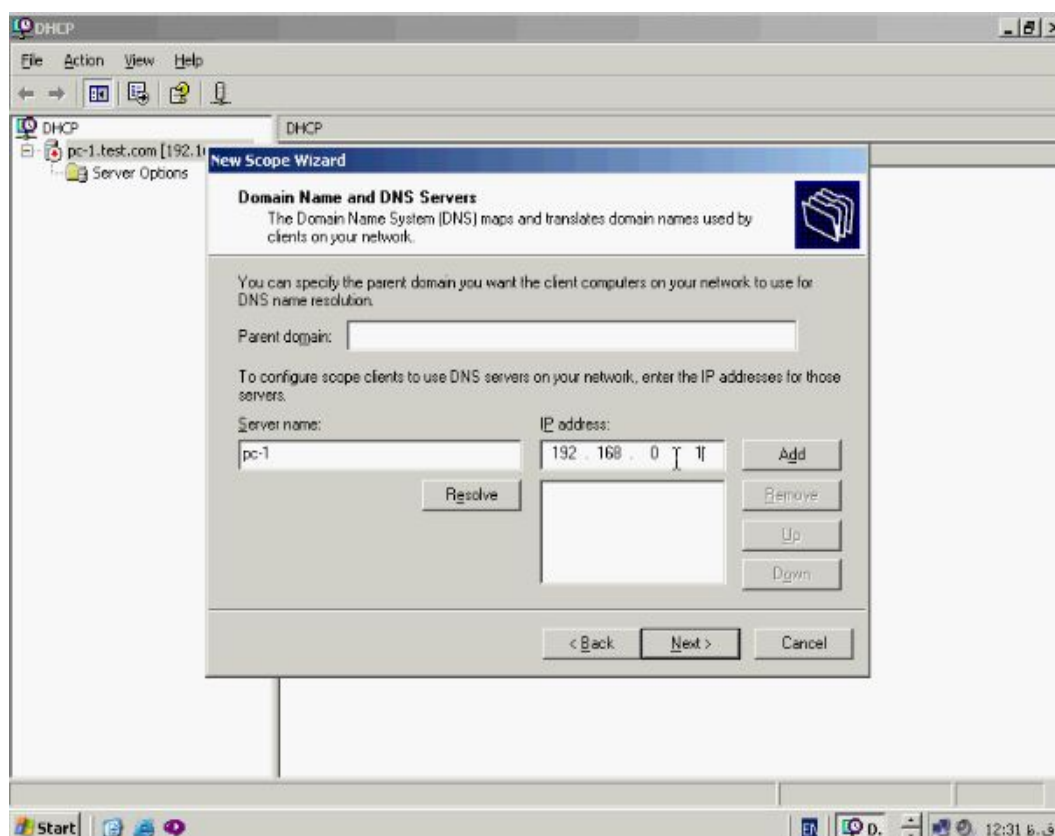 DHCP
File Action View Help
DHCP
DHCP
pc-1.test.com [192.1
Server Options
New Scope Wizard
Domain Name and DNS Servers
The Domain Name System (DNS) maps and translates domain names used by
clients on your network.
You can specify the parent domain you want the client computers on your network to use for
DNS name resolution.
Parent domain:
To configure scope clients to use DNS servers on your network, enter the IP addresses for those
servers.
Server name:
IP address:
pc-1
192 . 168 . 0 1
Add
Resolve
Remove
Up
Down
< Back
Next >
Cancel
Start
EN
D.
12:31